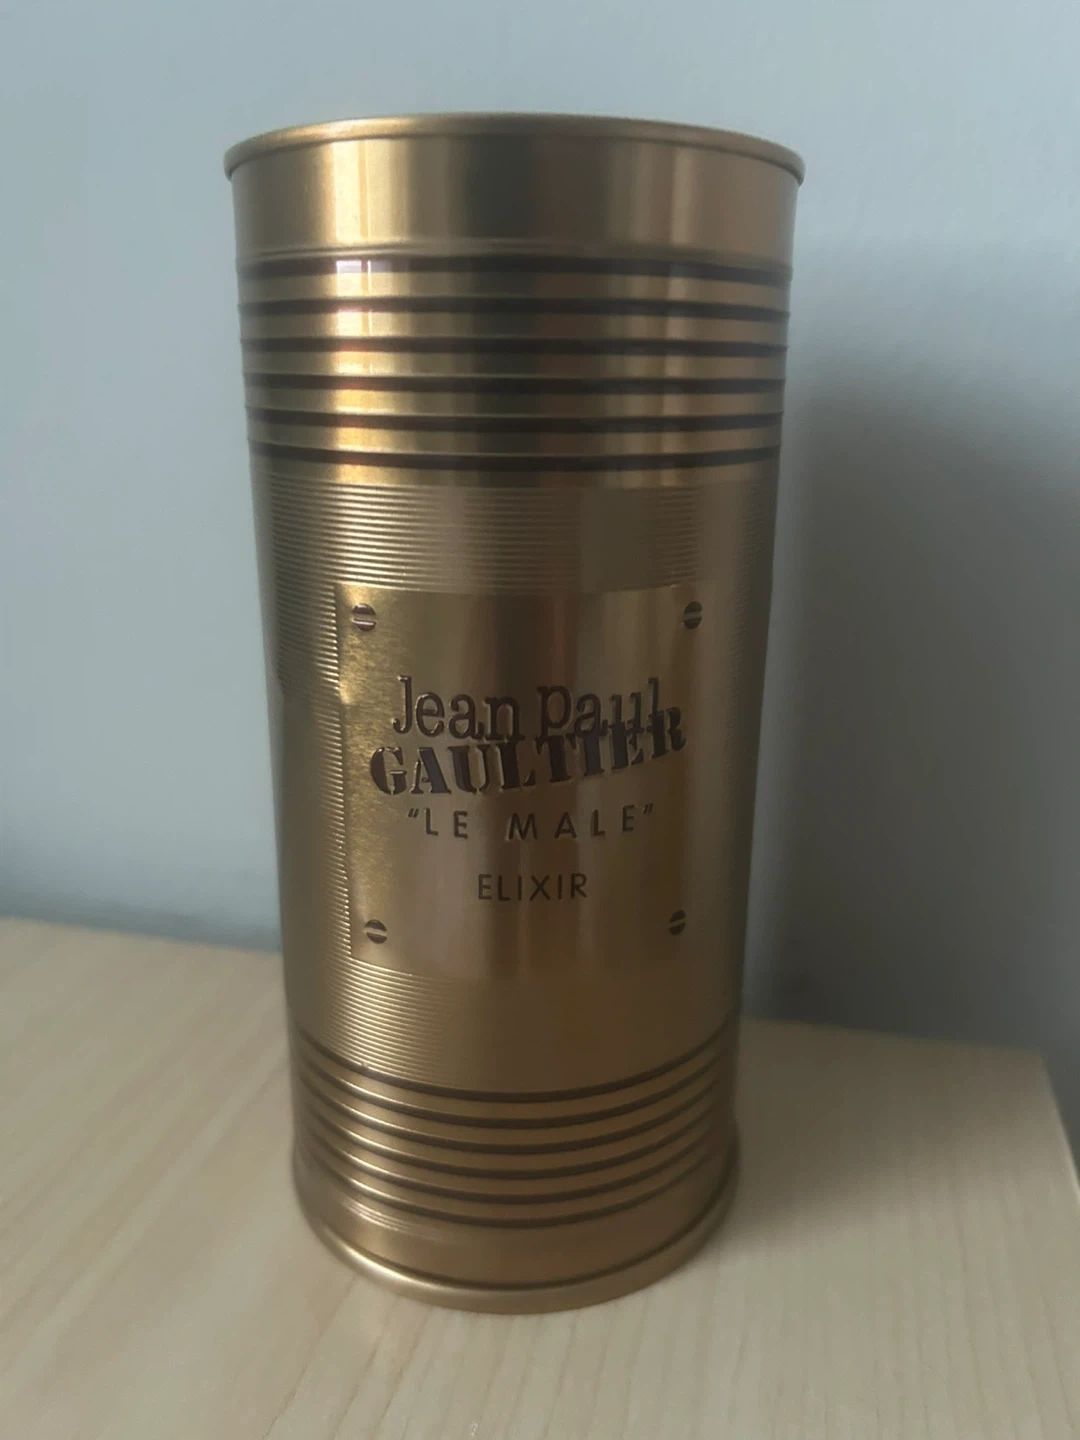 Jean Paul
GAULTIER
"LE MALE"
ELIXIR